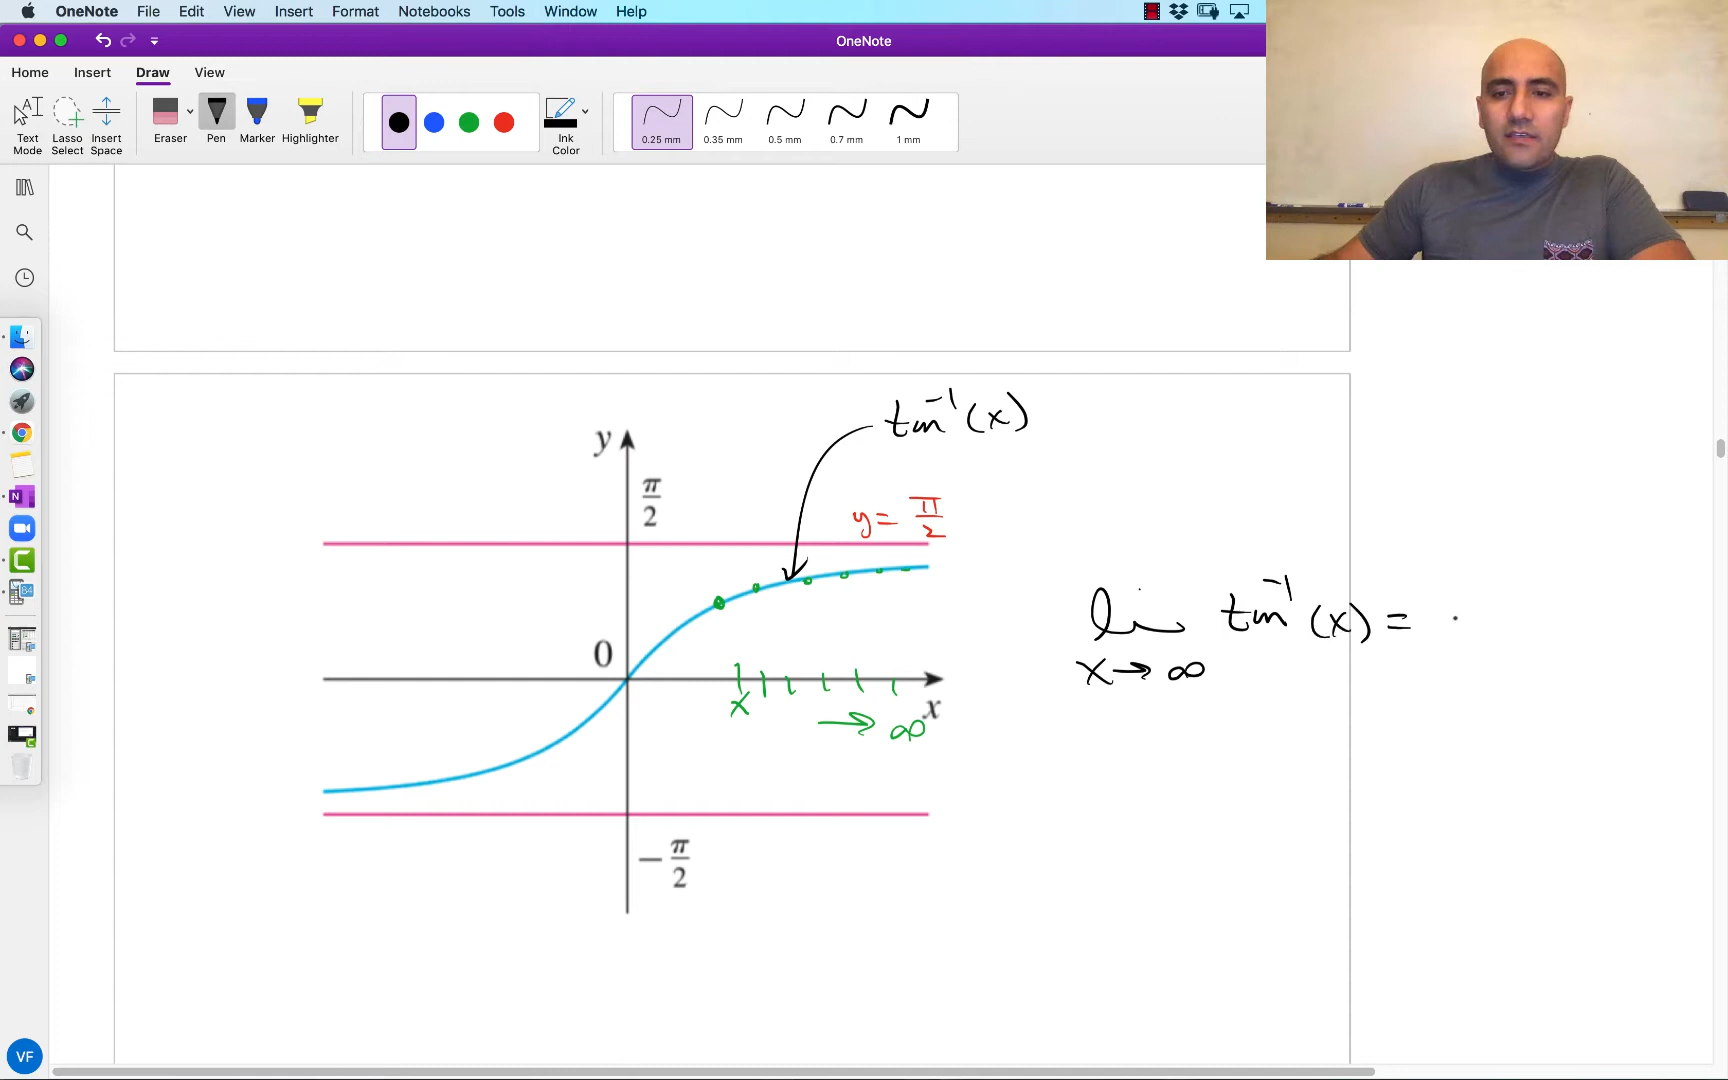 OneNote File Edit View Insert Format Notebooks Tools Window Help
OneNote
Home Insert Draw View
Text Mode
Lasso Select
Insert Space
Eraser
Pen
Marker
Highlighter
Ink Color
0.25 mm
0.35 mm
0.5 mm
0.7 mm
1 mm
tan⁻¹(x)
y
π/2
y = π/2
lim tan⁻¹(x) =
x → ∞
0
x
x
→ ∞
−π/2
N
84
VF